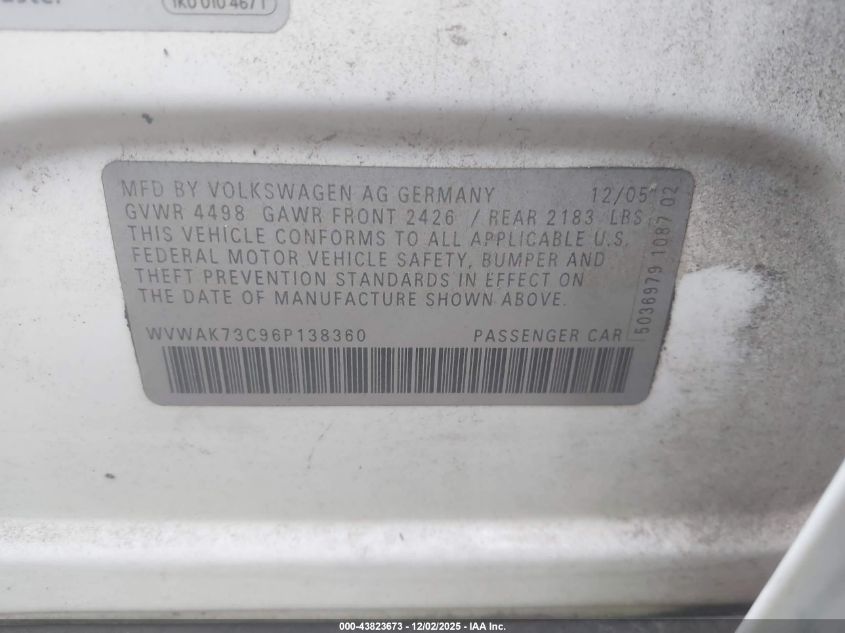 1K0 010 467 T
MFD BY VOLKSWAGEN AG GERMANY 12/05
GVWR 4498 GAWR FRONT 2426 / REAR 2183 LBS
THIS VEHICLE CONFORMS TO ALL APPLICABLE U.S.
FEDERAL MOTOR VEHICLE SAFETY, BUMPER AND
THEFT PREVENTION STANDARDS IN EFFECT ON
THE DATE OF MANUFACTURE SHOWN ABOVE.
WVWAK73C96P138360 PASSENGER CAR
5036979 1087 02
000-43823673 - 12/02/2025 - IAA Inc.